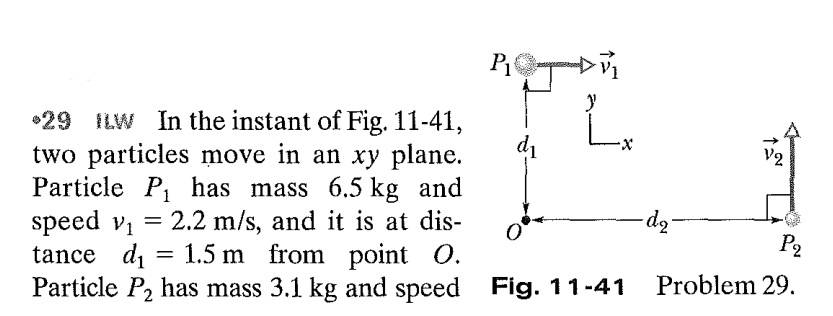 P₁ v⃗₁
y
•29 ILW In the instant of Fig. 11-41,
d₁ x
two particles move in an xy plane.
v⃗₂
Particle P₁ has mass 6.5 kg and
speed v₁ = 2.2 m/s, and it is at dis-
O d₂
tance d₁ = 1.5 m from point O.
P₂
Particle P₂ has mass 3.1 kg and speed
Fig. 11-41 Problem 29.